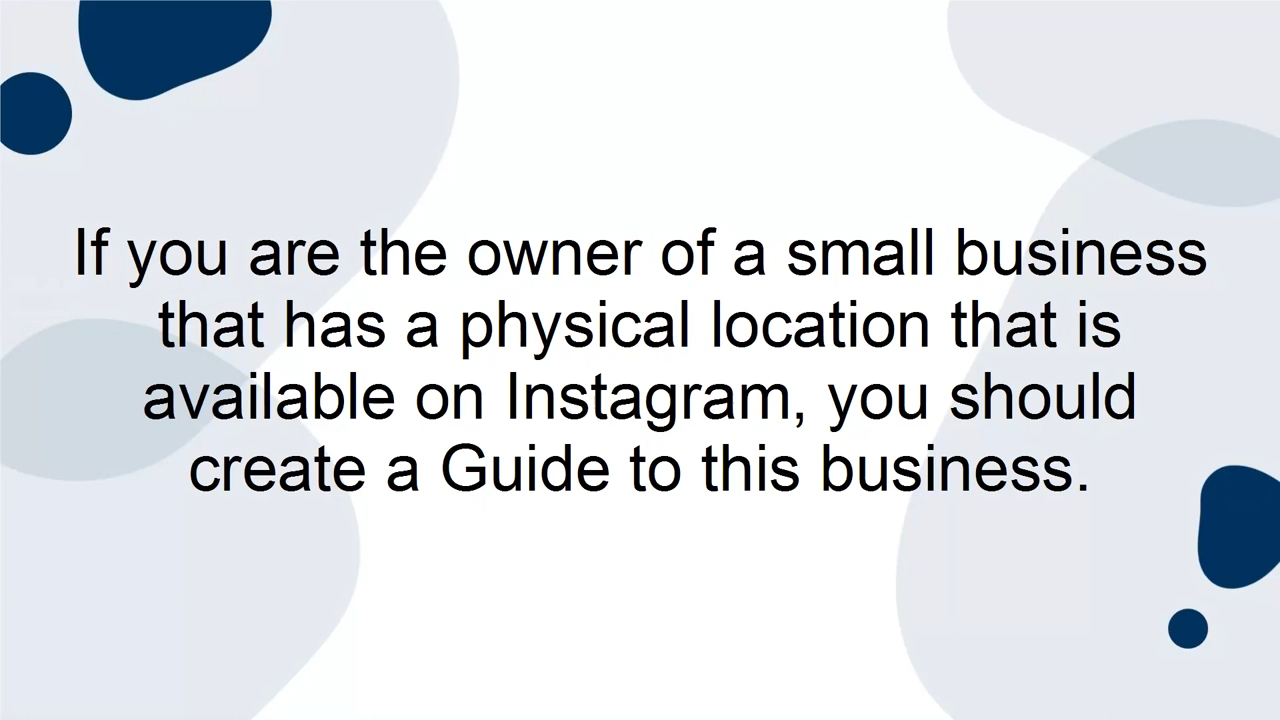 If you are the owner of a small business
that has a physical location that is
available on Instagram, you should
create a Guide to this business.